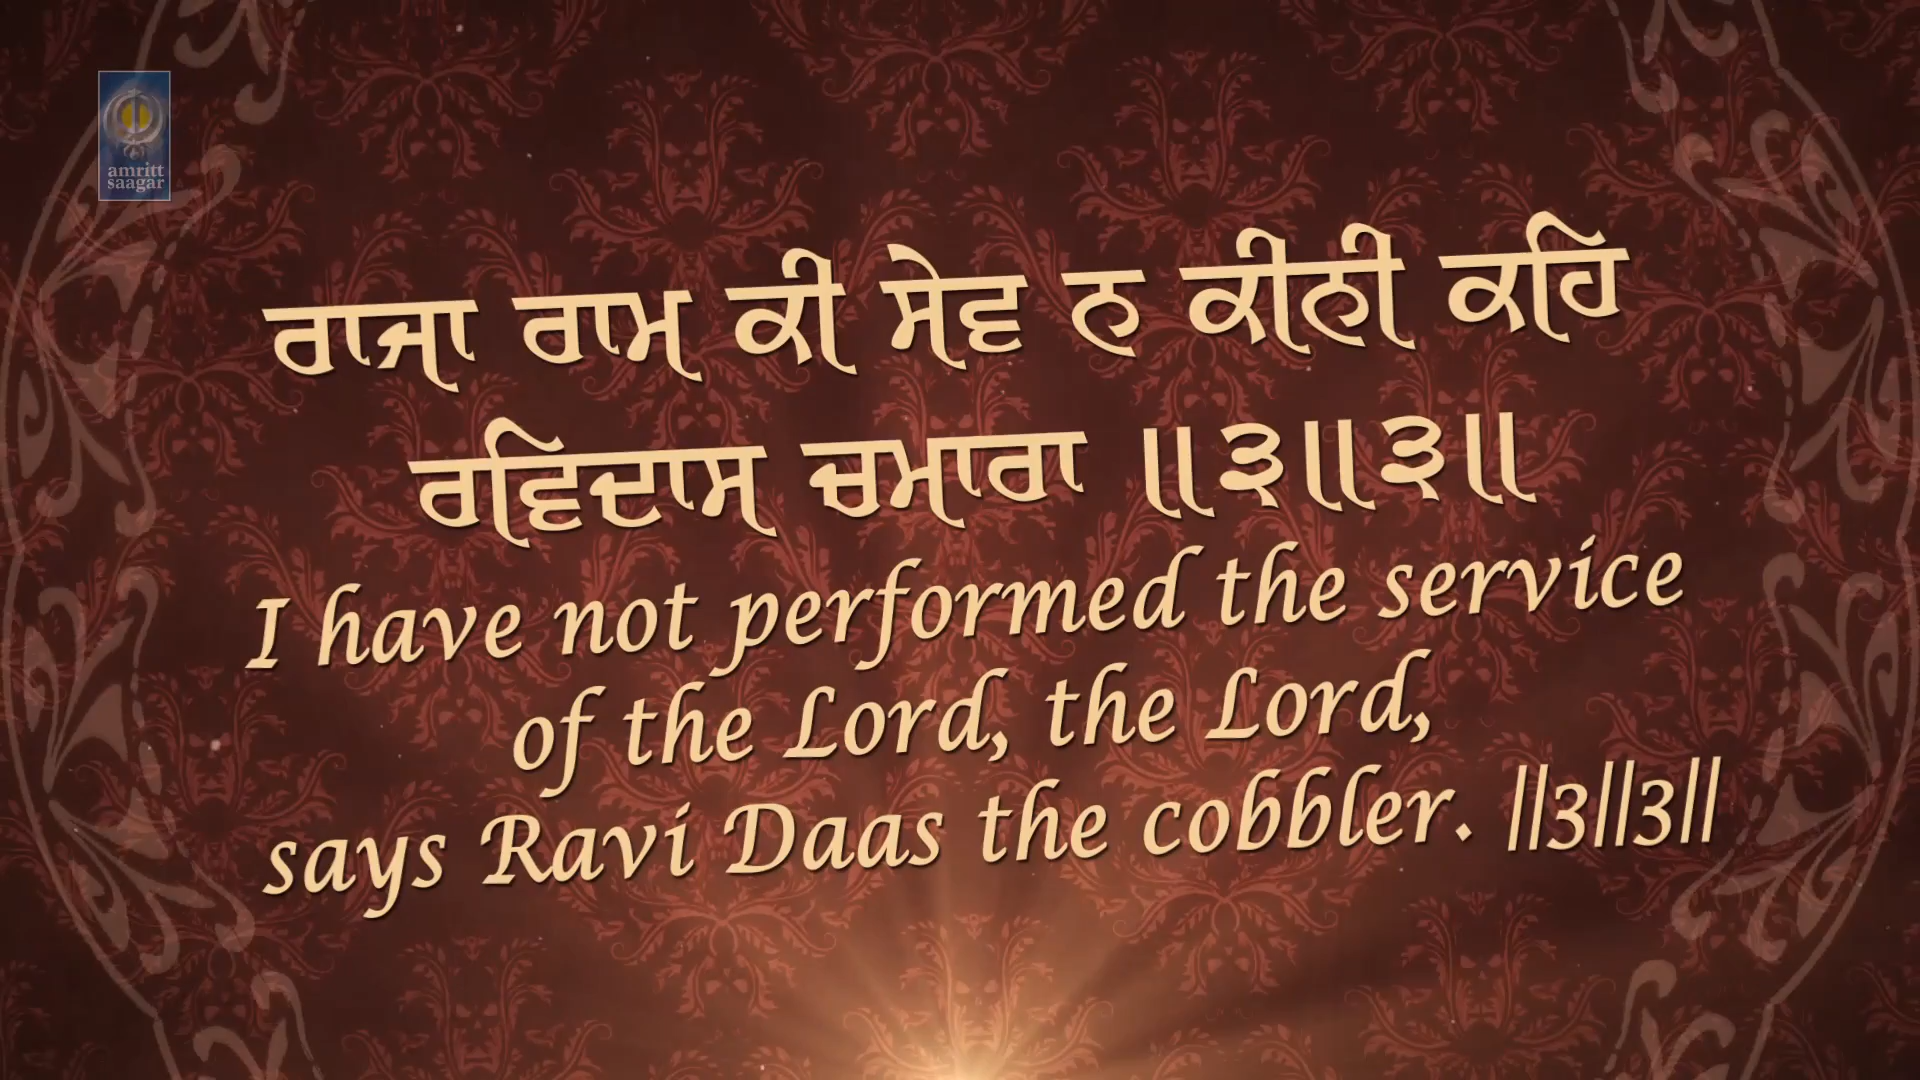 amritt
saagar
ਰਾਜਾ ਰਾਮ ਕੀ ਸੇਵ ਨ ਕੀਨੀ ਕਹਿ
ਰਵਿਦਾਸ ਚਮਾਰਾ ॥੩॥੩॥
I have not performed the service
of the Lord, the Lord,
says Ravi Daas the cobbler. ||3||3||